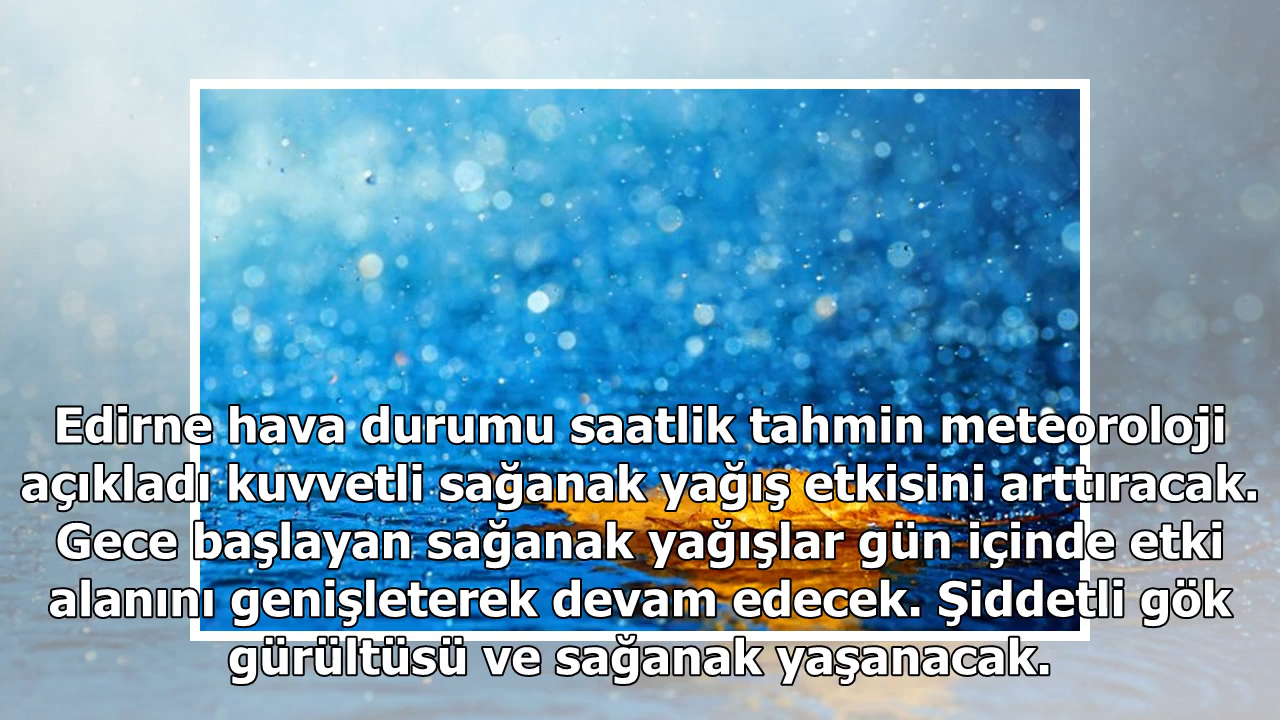 Edirne hava durumu saatlik tahmin meteoroloji
açıkladı kuvvetli sağanak yağış etkisini arttıracak.
Gece başlayan sağanak yağışlar gün içinde etki
alanını genişleterek devam edecek. Şiddetli gök
gürültüsü ve sağanak yaşanacak.